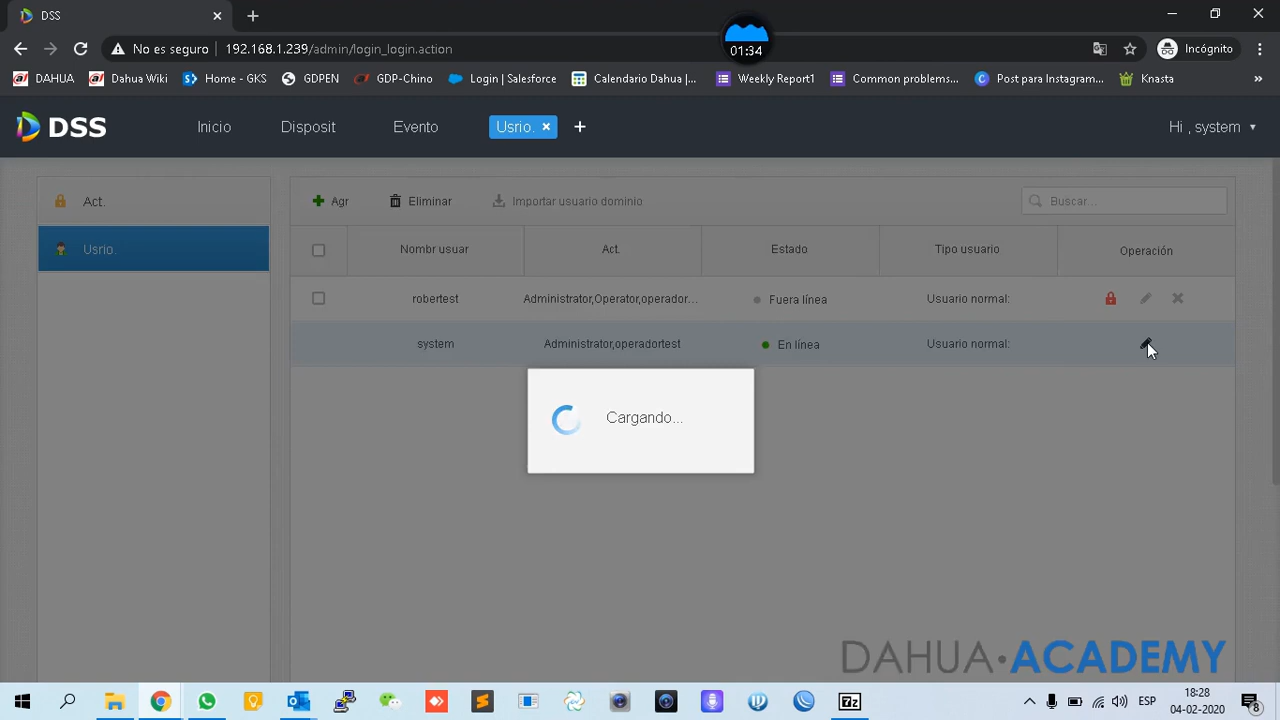 DSS
01:34
No es seguro
192.168.1.239/admin/login_login.action
Incógnito
DAHUA
Dahua Wiki
Home - GKS
GDPEN
GDP-Chino
Login | Salesforce
Calendario Dahua |...
Weekly Report1
Common problems...
Post para Instagram...
Knasta
»
DSS
Inicio
Disposit
Evento
Usrio.
Hi , system
Act.
Usrio.
Agr
Eliminar
Importar usuario dominio
Buscar...
Nombr usuar
Act.
Estado
Tipo usuario
Operación
robertest
Administrator,Operator,operador...
Fuera línea
Usuario normal:
system
Administrator,operadortest
En línea
Usuario normal:
Cargando...
DAHUA•ACADEMY
7z
ESP
18:28
04-02-2020
8